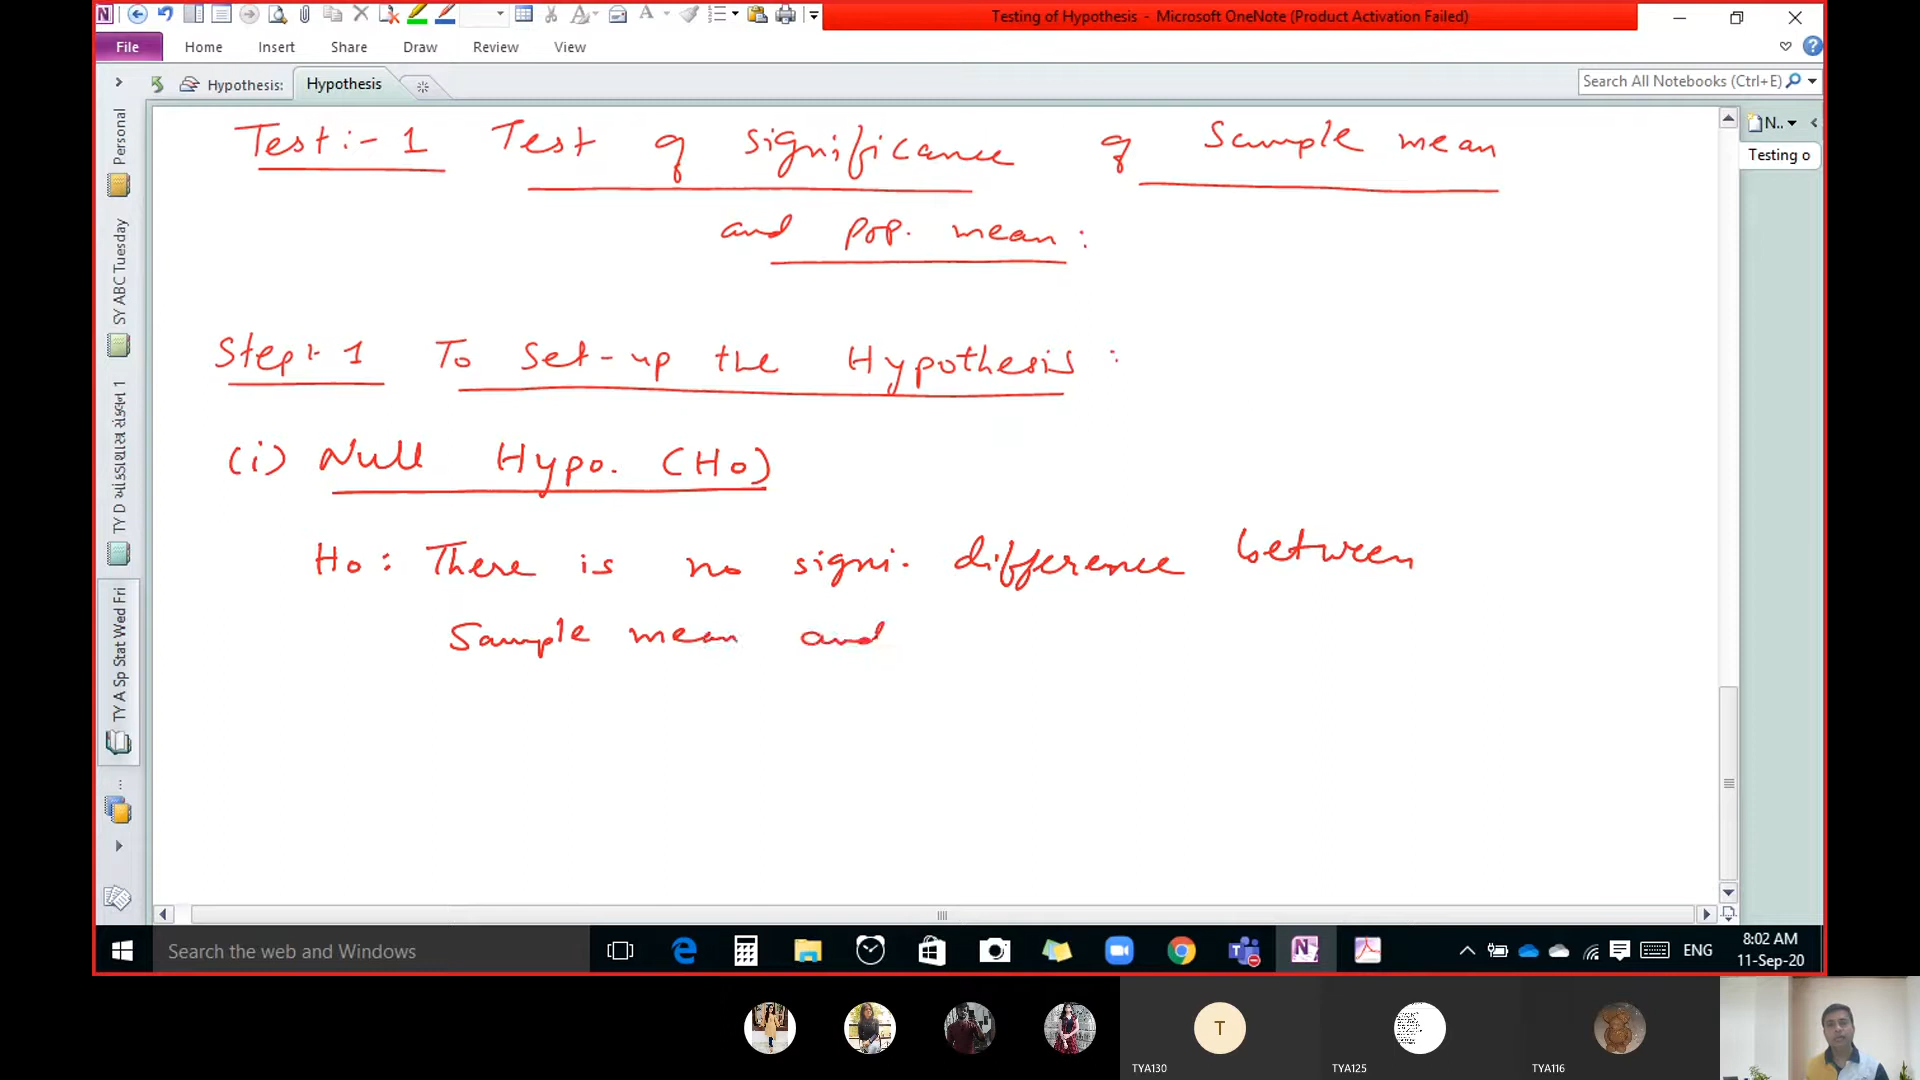 Testing of Hypothesis - Microsoft OneNote (Product Activation Failed)
File Home Insert Share Draw Review View
Hypothesis: Hypothesis
Search All Notebooks (Ctrl+E)
N..
Testing o
Personal
SY ABC Tuesday
TY A Sp Stat Wed Fri
Test:- 1 Test of significance of Sample mean
and pop. mean:
Step:- 1 To Set-up the Hypothesis:
(i) Null Hypo. (Ho)
Ho: There is no signi. difference between
Sample mean and
Search the web and Windows
ENG
8:02 AM
11-Sep-20
T
TYA130
TYA125
TYA116